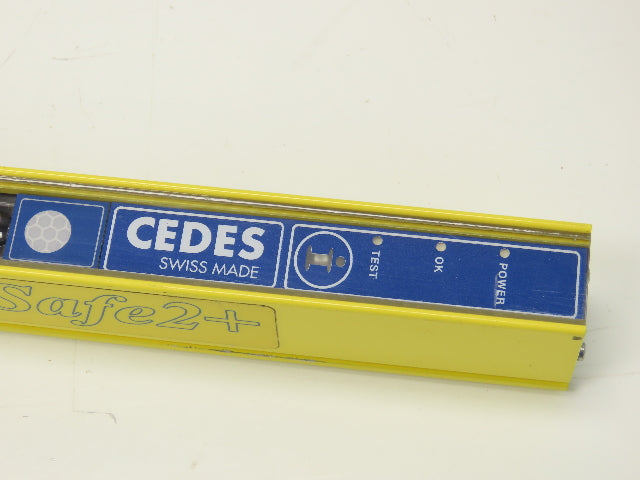 CEDES
SWISS MADE
TEST
OK
POWER
Safe2+